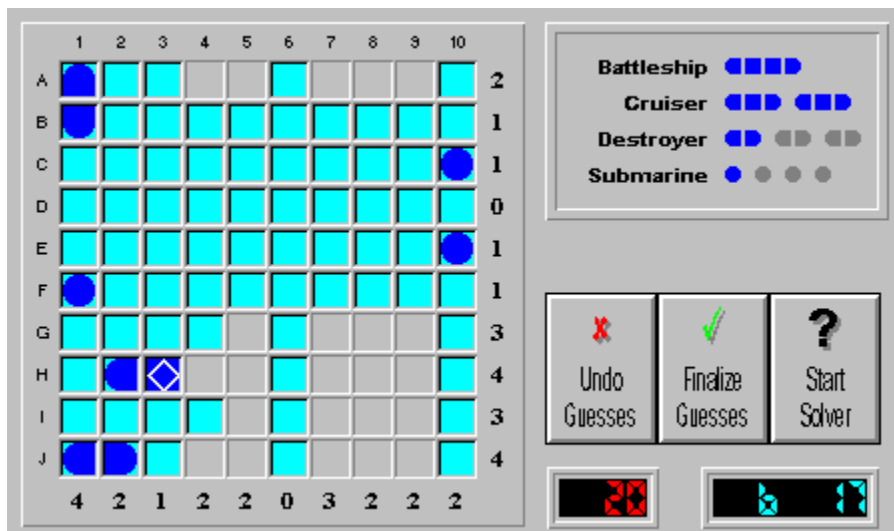 1 2 3 4 5 6 7 8 9 10
A 2
B 1
C 1
D 0
E 1
F 1
G 3
H 4
I 3
J 4
4 2 1 2 2 0 3 2 2 2
Battleship
Cruiser
Destroyer
Submarine
Undo Guesses
Finalize Guesses
? Start Solver
20
b 17